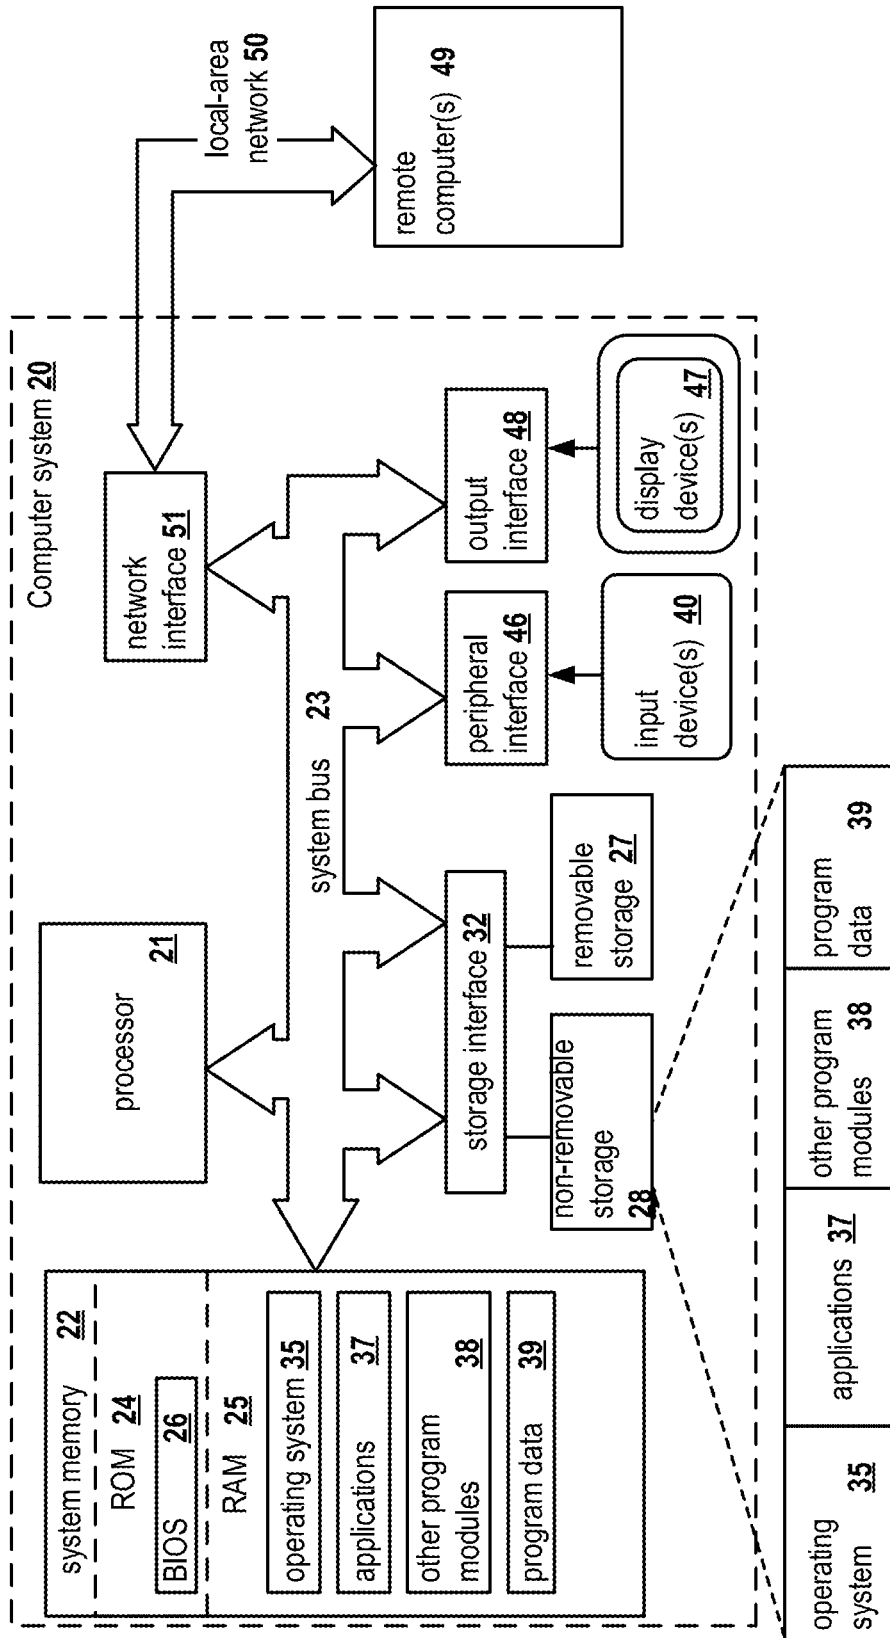 Computer system 20
system memory 22
ROM 24
BIOS 26
RAM 25
operating system 35
applications 37
other program
modules 38
program data 39
processor 21
system bus 23
network
interface 51
local-area
network 50
remote
computer(s) 49
storage interface 32
non-removable
storage
28
removable
storage 27
peripheral
interface 46
output
interface 48
input
device(s) 40
display
device(s) 47
operating
system 35
applications 37
other program
modules 38
program
data 39